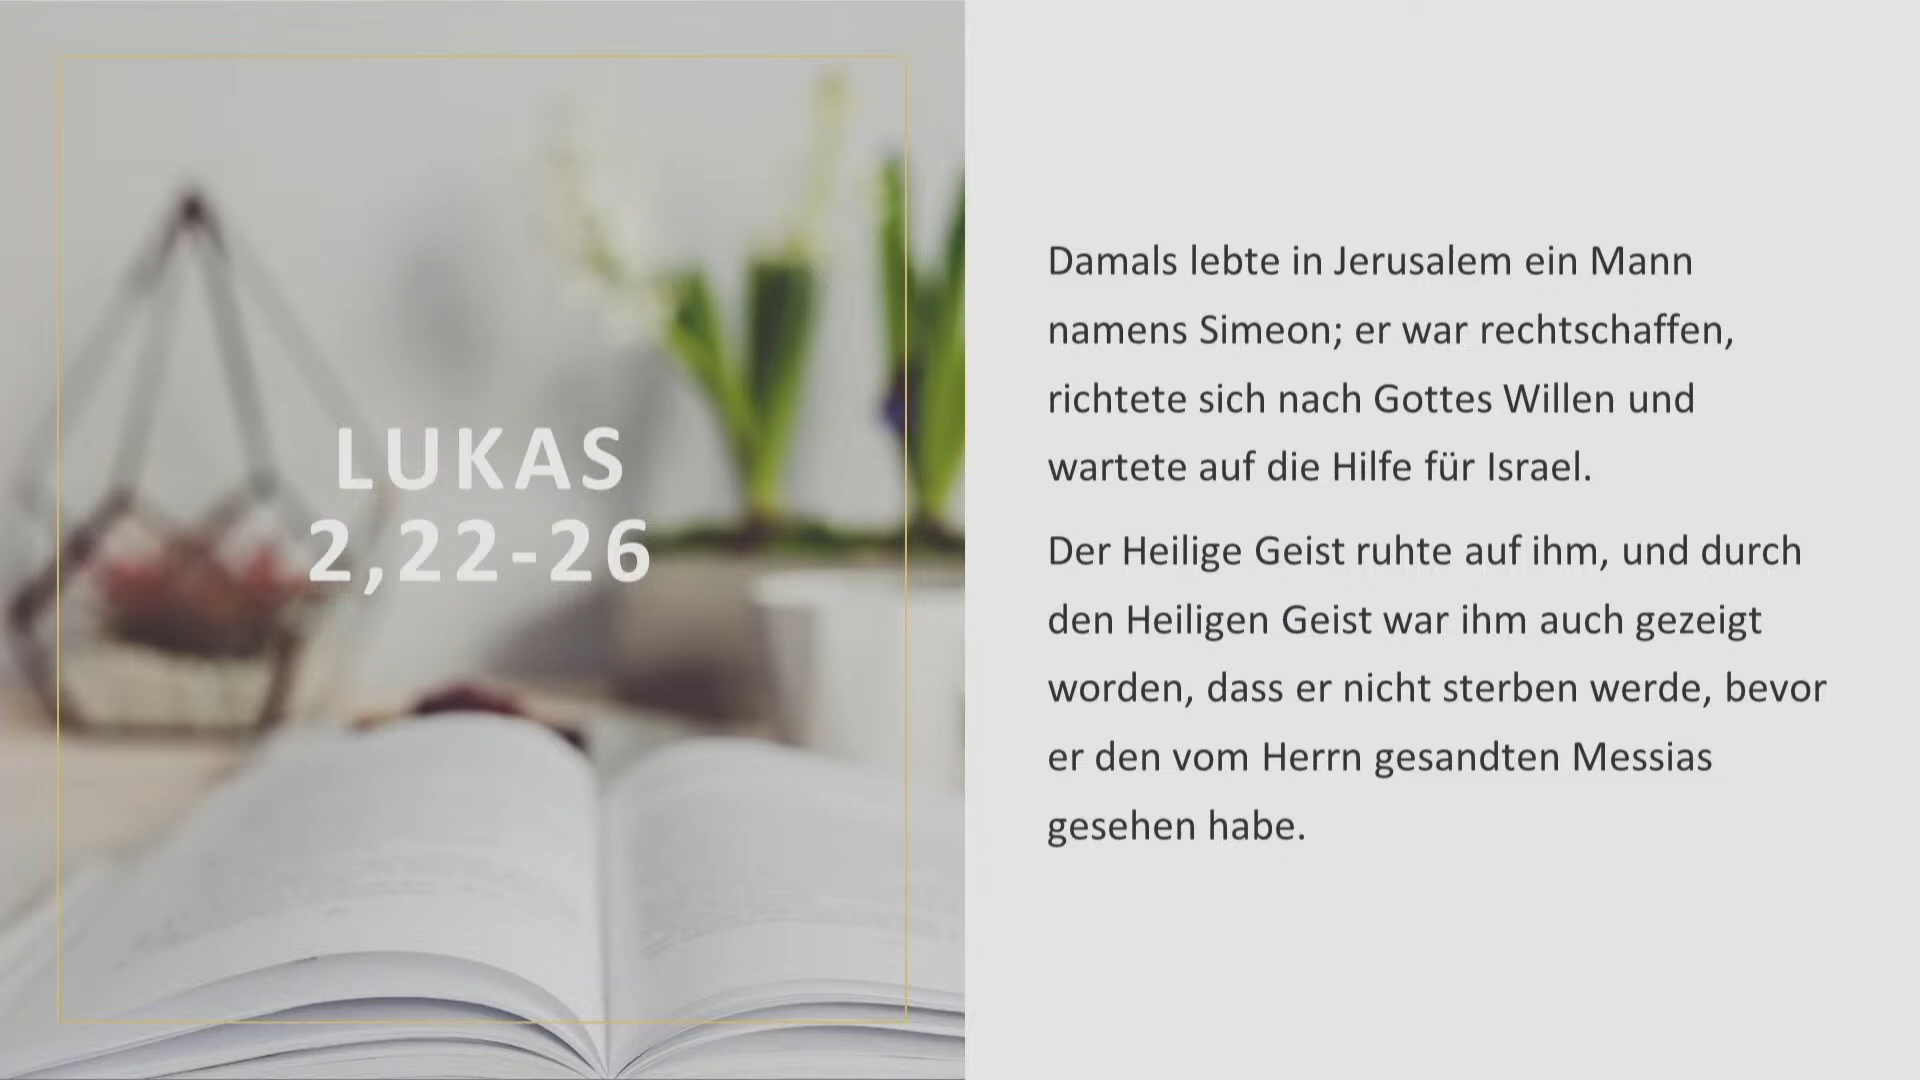 LUKAS
2,22-26
Damals lebte in Jerusalem ein Mann
namens Simeon; er war rechtschaffen,
richtete sich nach Gottes Willen und
wartete auf die Hilfe für Israel.
Der Heilige Geist ruhte auf ihm, und durch
den Heiligen Geist war ihm auch gezeigt
worden, dass er nicht sterben werde, bevor
er den vom Herrn gesandten Messias
gesehen habe.